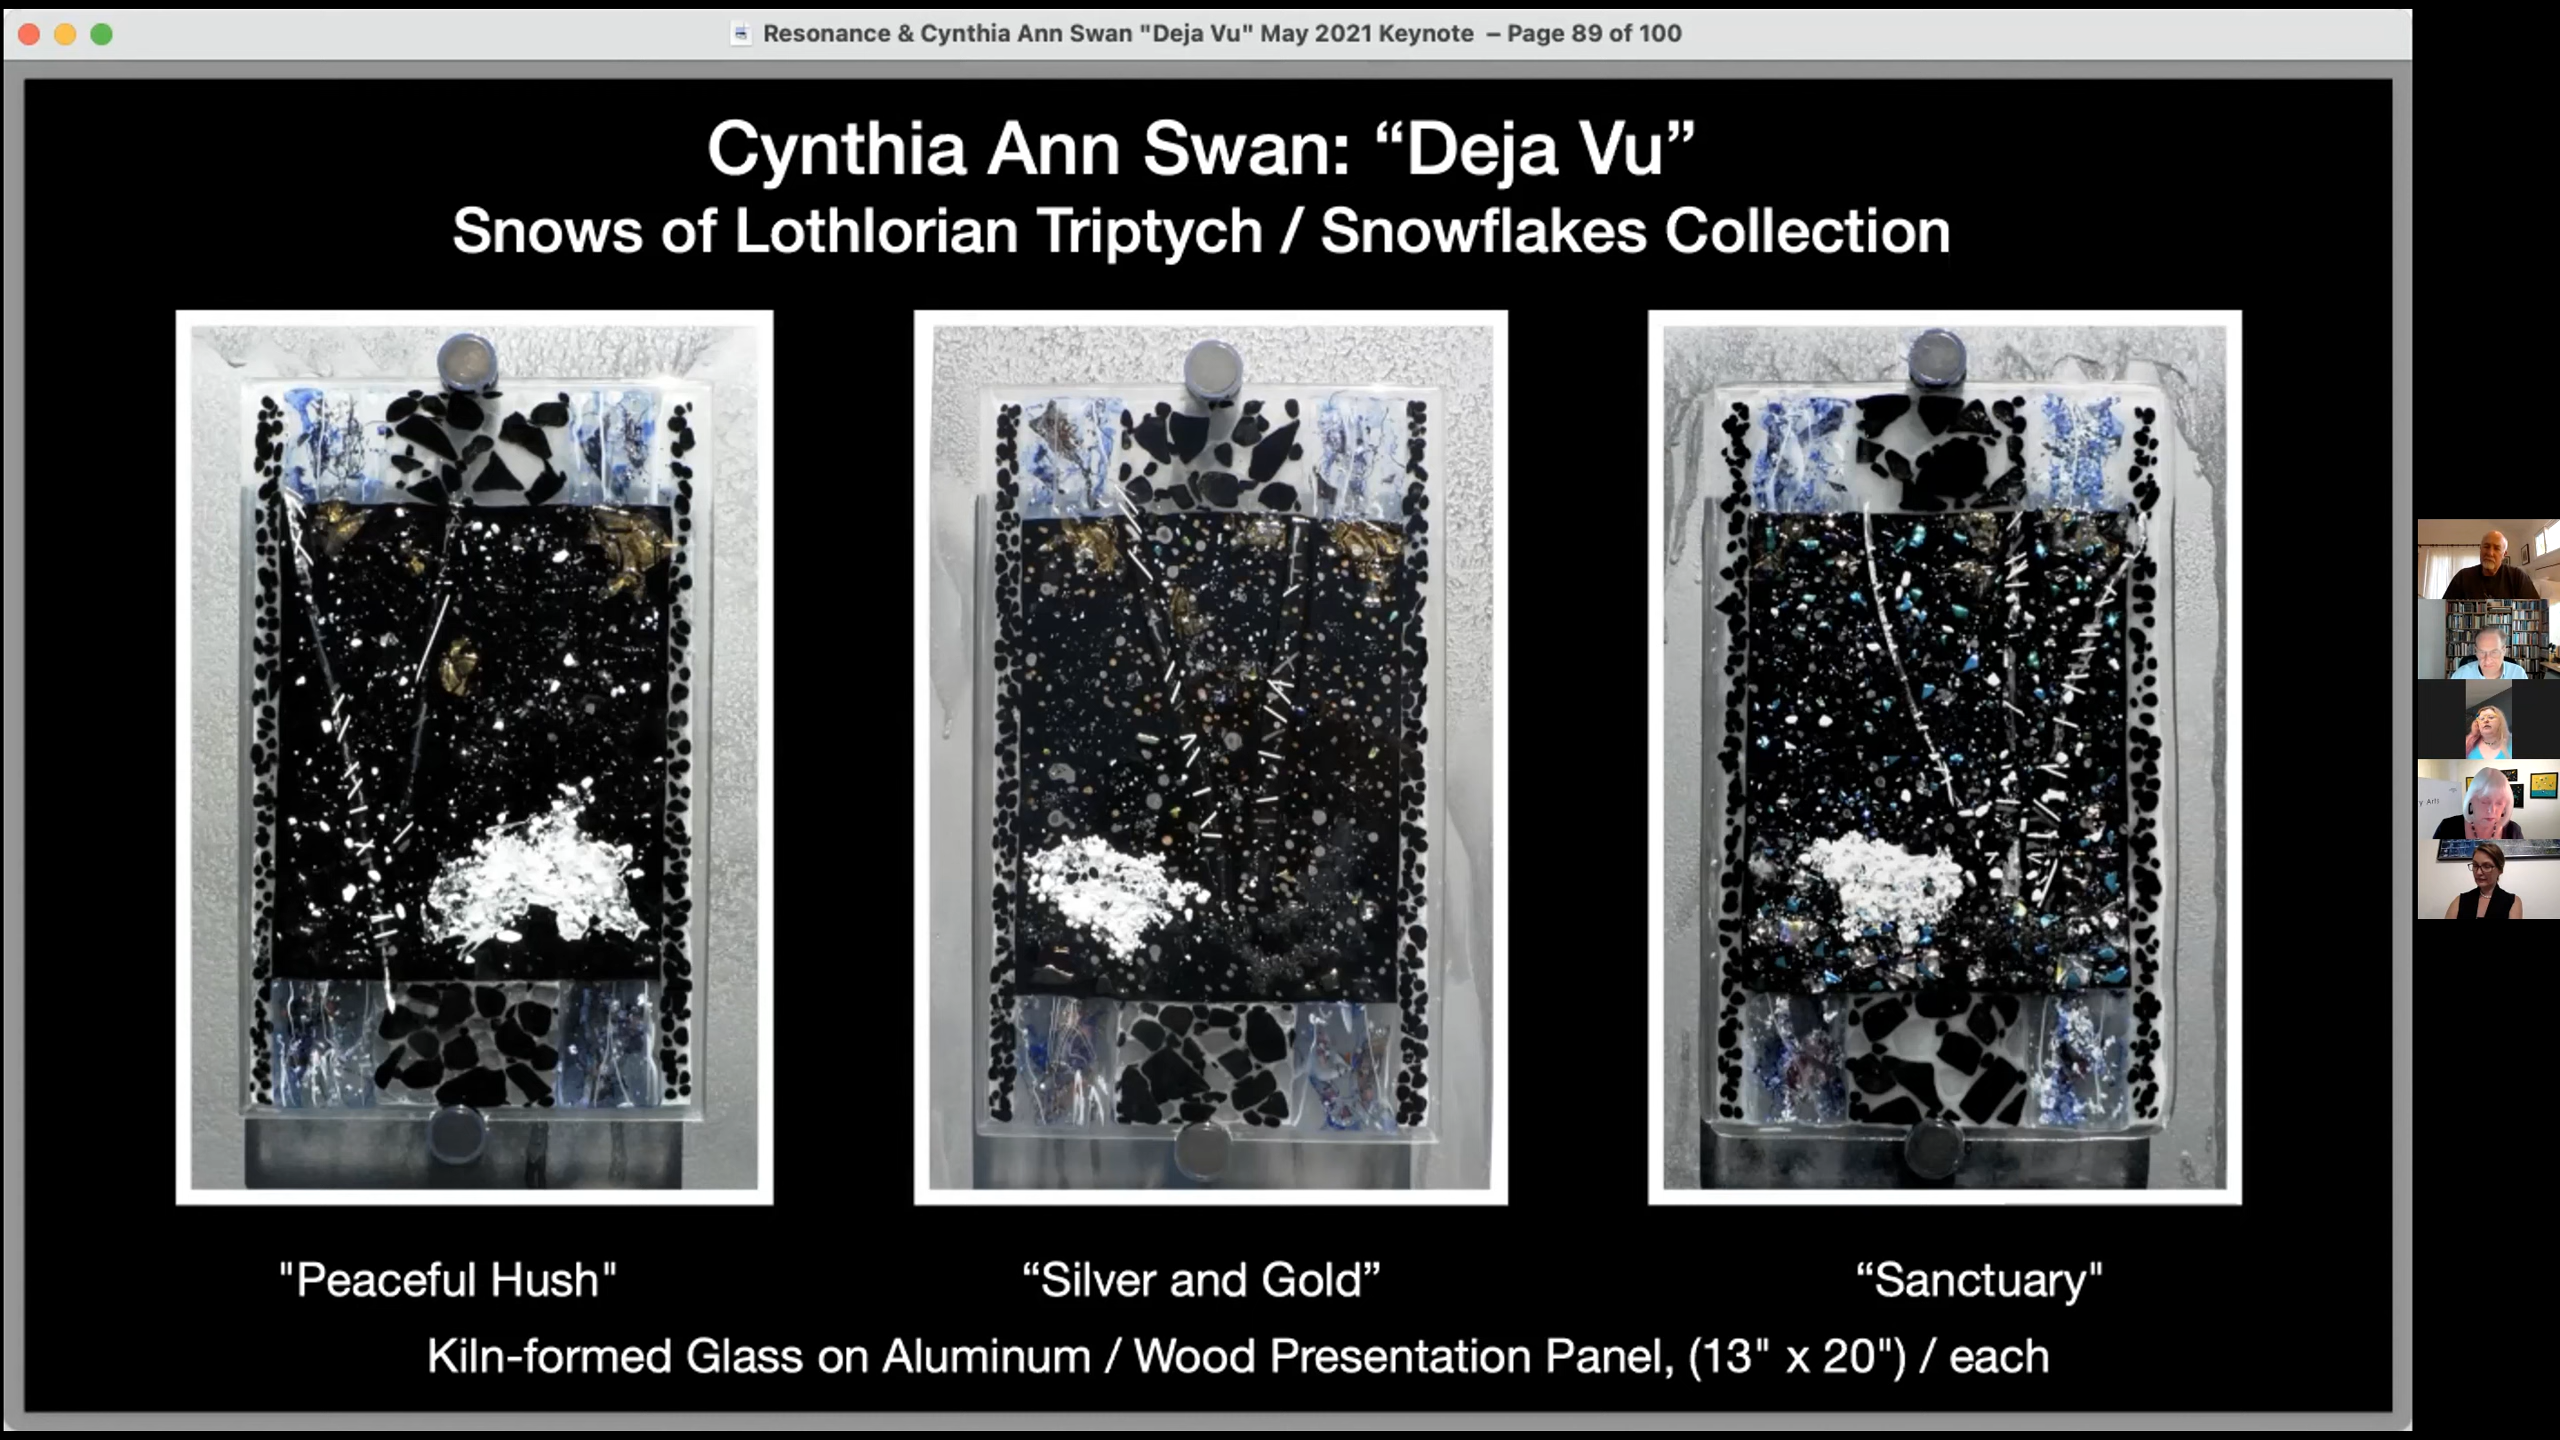 Resonance & Cynthia Ann Swan "Deja Vu" May 2021 Keynote – Page 89 of 100
Cynthia Ann Swan: “Deja Vu”
Snows of Lothlorian Triptych / Snowflakes Collection
"Peaceful Hush" “Silver and Gold” “Sanctuary"
Kiln-formed Glass on Aluminum / Wood Presentation Panel, (13" x 20") / each